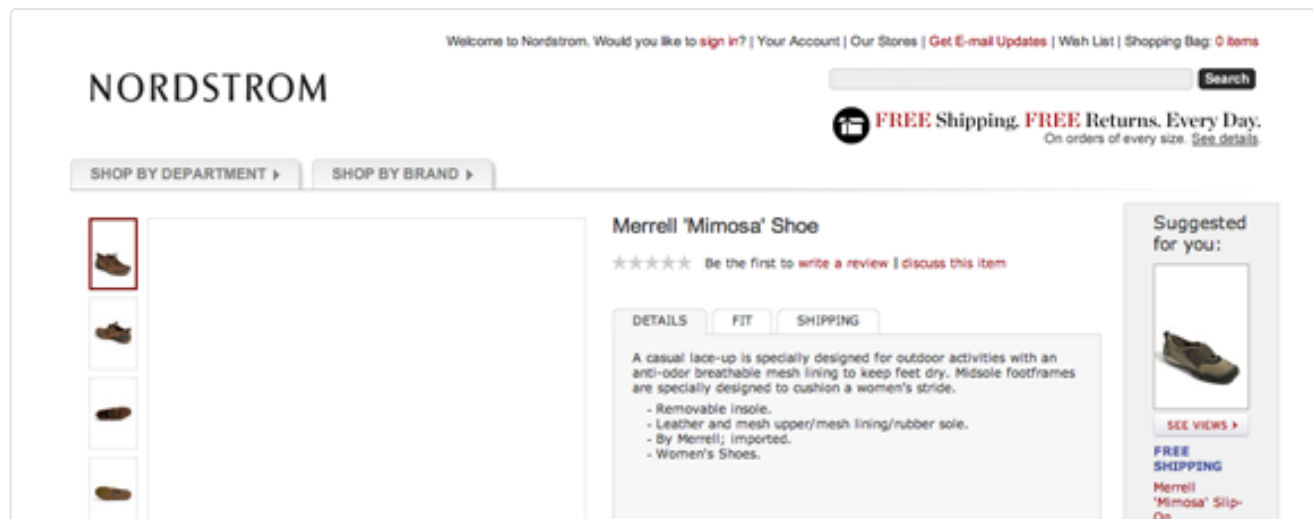 Welcome to Nordstrom. Would you like to sign in? | Your Account | Our Stores | Get E-mail Updates | Wish List | Shopping Bag: 0 items
NORDSTROM
Search
FREE Shipping. FREE Returns. Every Day.
On orders of every size. See details.
SHOP BY DEPARTMENT
SHOP BY BRAND
Merrell 'Mimosa' Shoe
Be the first to write a review | discuss this item
DETAILS
FIT
SHIPPING
A casual lace-up is specially designed for outdoor activities with an
anti-odor breathable mesh lining to keep feet dry. Midsole footframes
are specially designed to cushion a women's stride.
- Removable insole.
- Leather and mesh upper/mesh lining/rubber sole.
- By Merrell; imported.
- Women's Shoes.
Suggested
for you:
SEE VIEWS
FREE
SHIPPING
Merrell
'Mimosa' Slip-
On